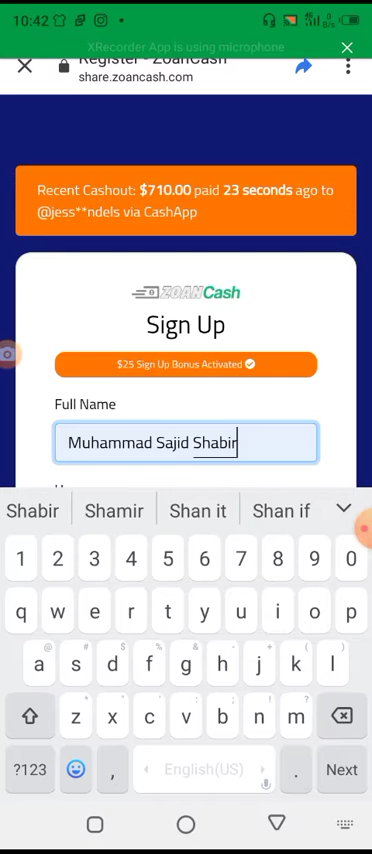 10:42
XRecorder App is using microphone
Register - ZoanCash
share.zoancash.com
Recent Cashout: $710.00 paid 23 seconds ago to
@jess**ndels via CashApp
ZOANCash
Sign Up
$25 Sign Up Bonus Activated
Full Name
Muhammad Sajid Shabir
Shabir Shamir Shan it Shan if
1 2 3 4 5 6 7 8 9 0
q w e r t y u i o p
@ # $ % & - + ( )
a s d f g h j k l
* " ' : ; ! ?
z x c v b n m
?123 , English(US) . Next